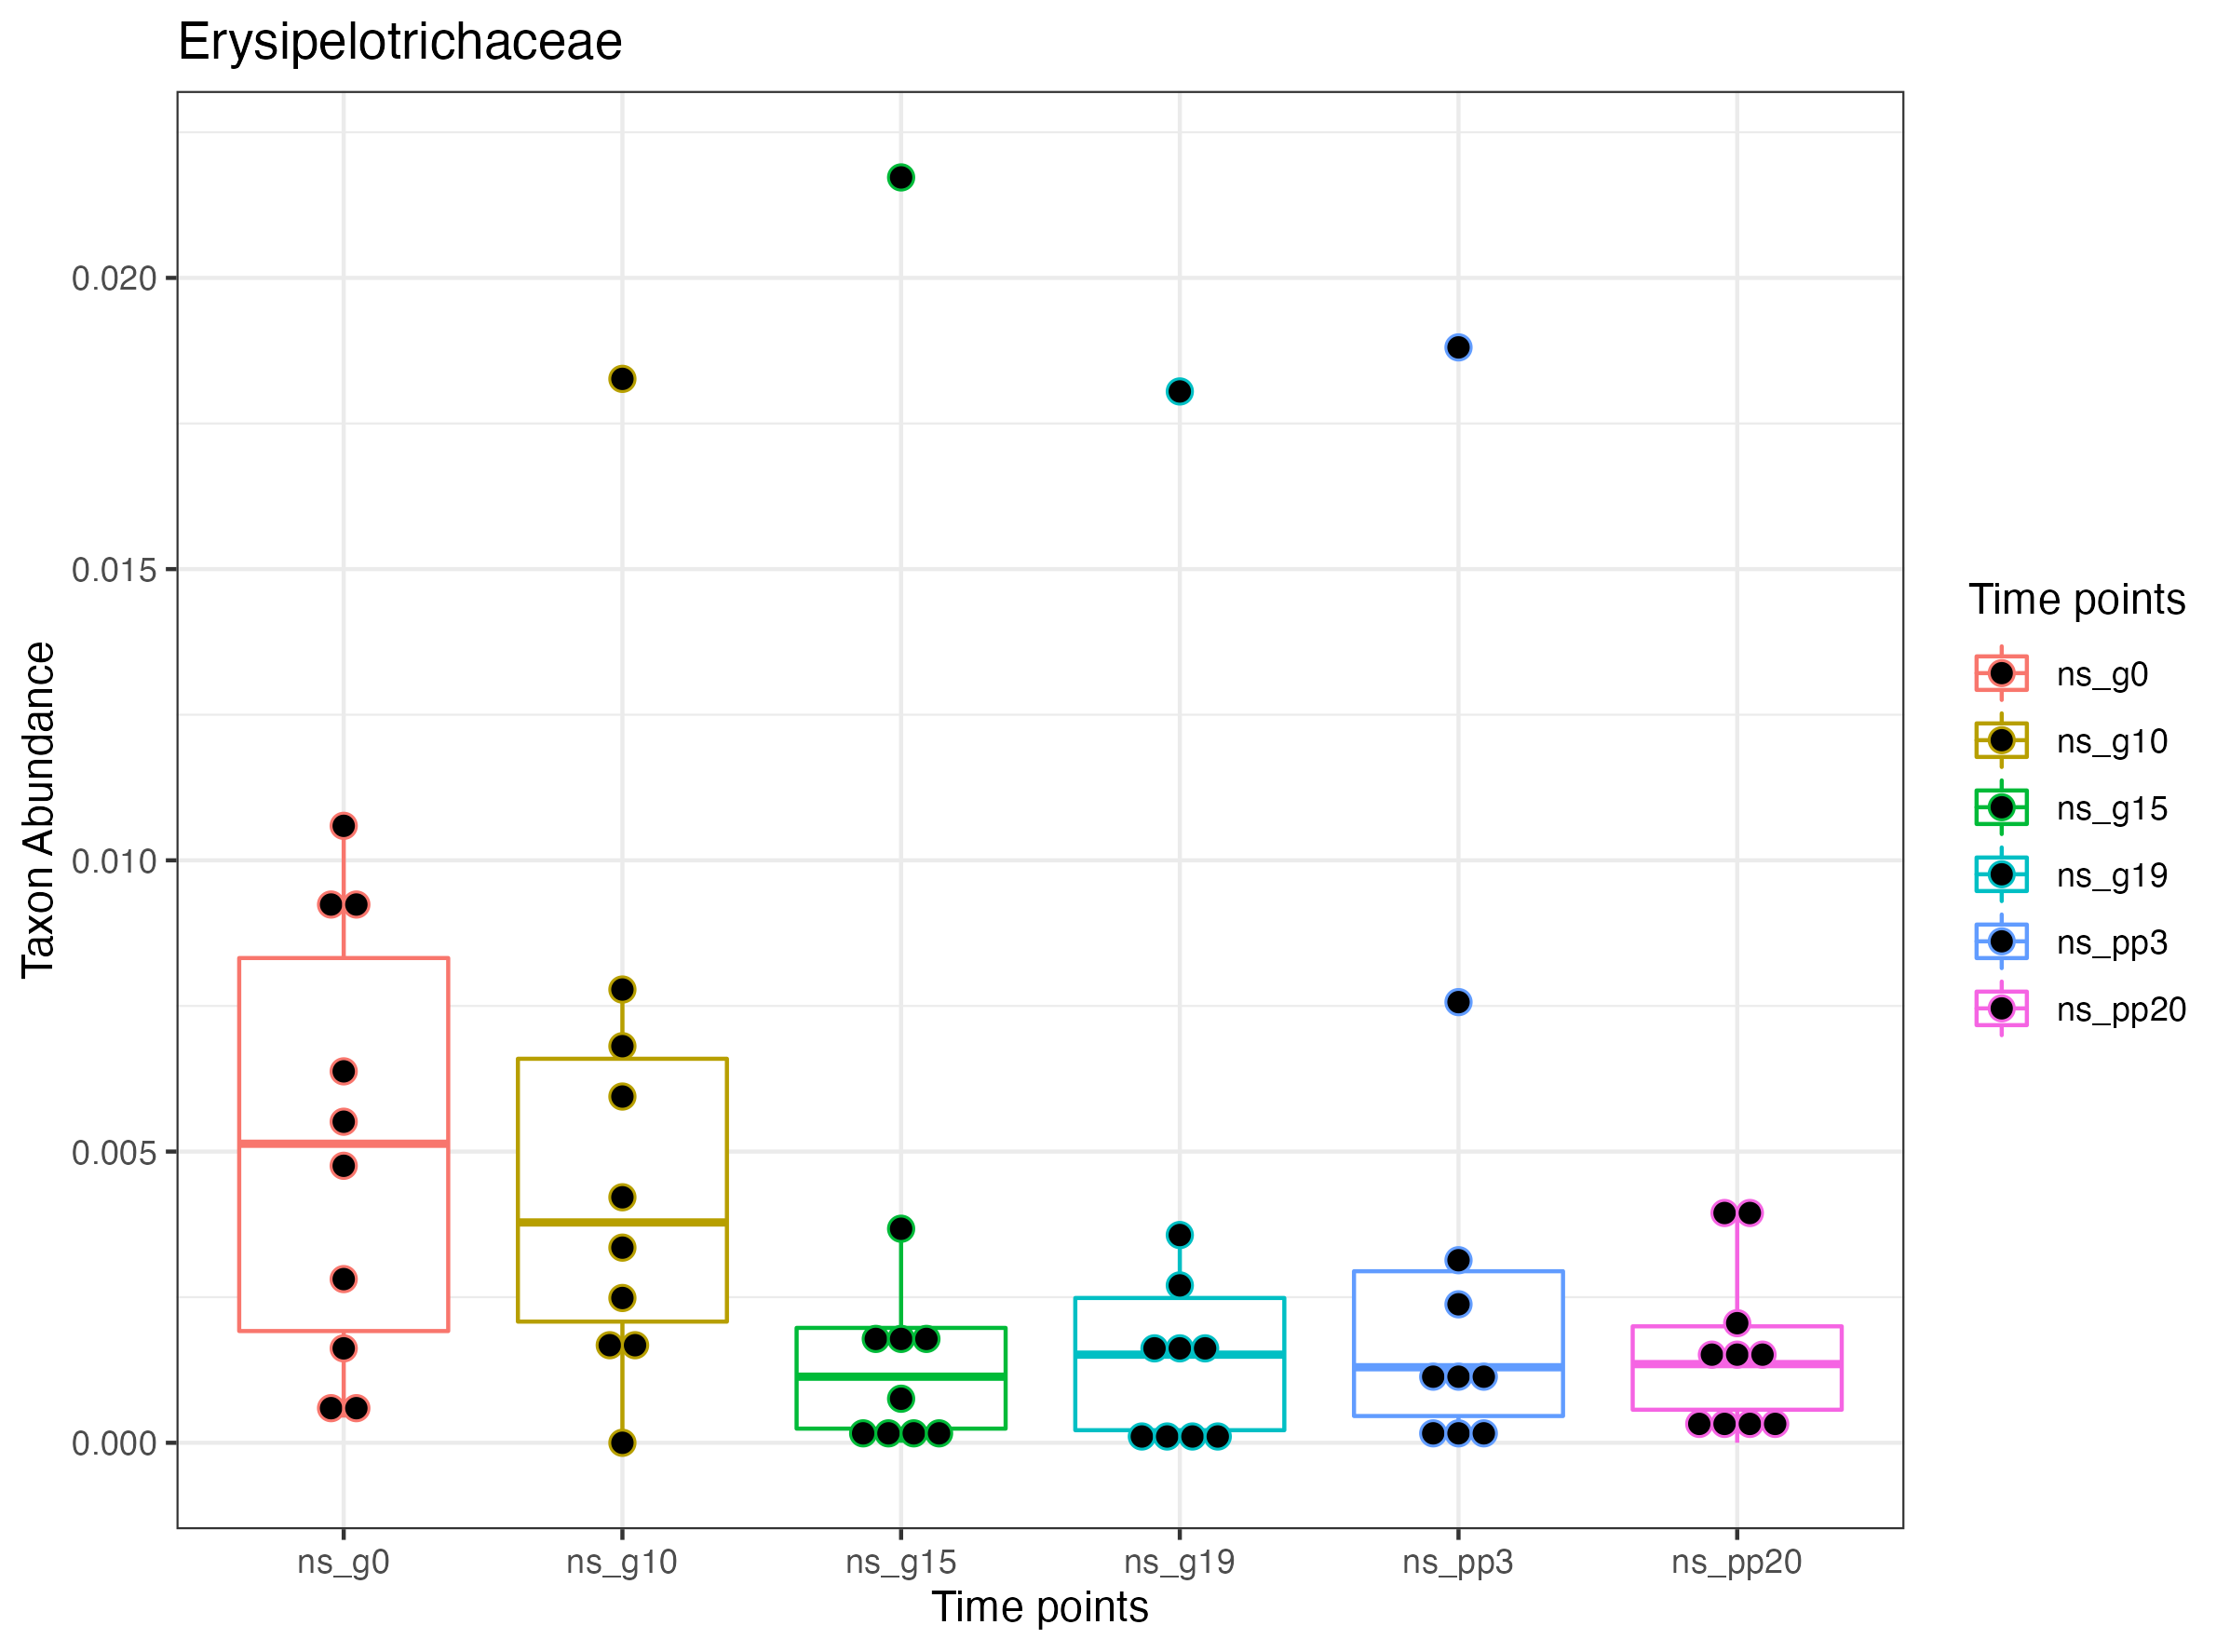 Erysipelotrichaceae
Taxon Abundance
0.020
0.015
0.010
0.005
0.000
ns_g0
ns_g10
ns_g15
ns_g19
ns_pp3
ns_pp20
Time points
Time points
ns_g0
ns_g10
ns_g15
ns_g19
ns_pp3
ns_pp20